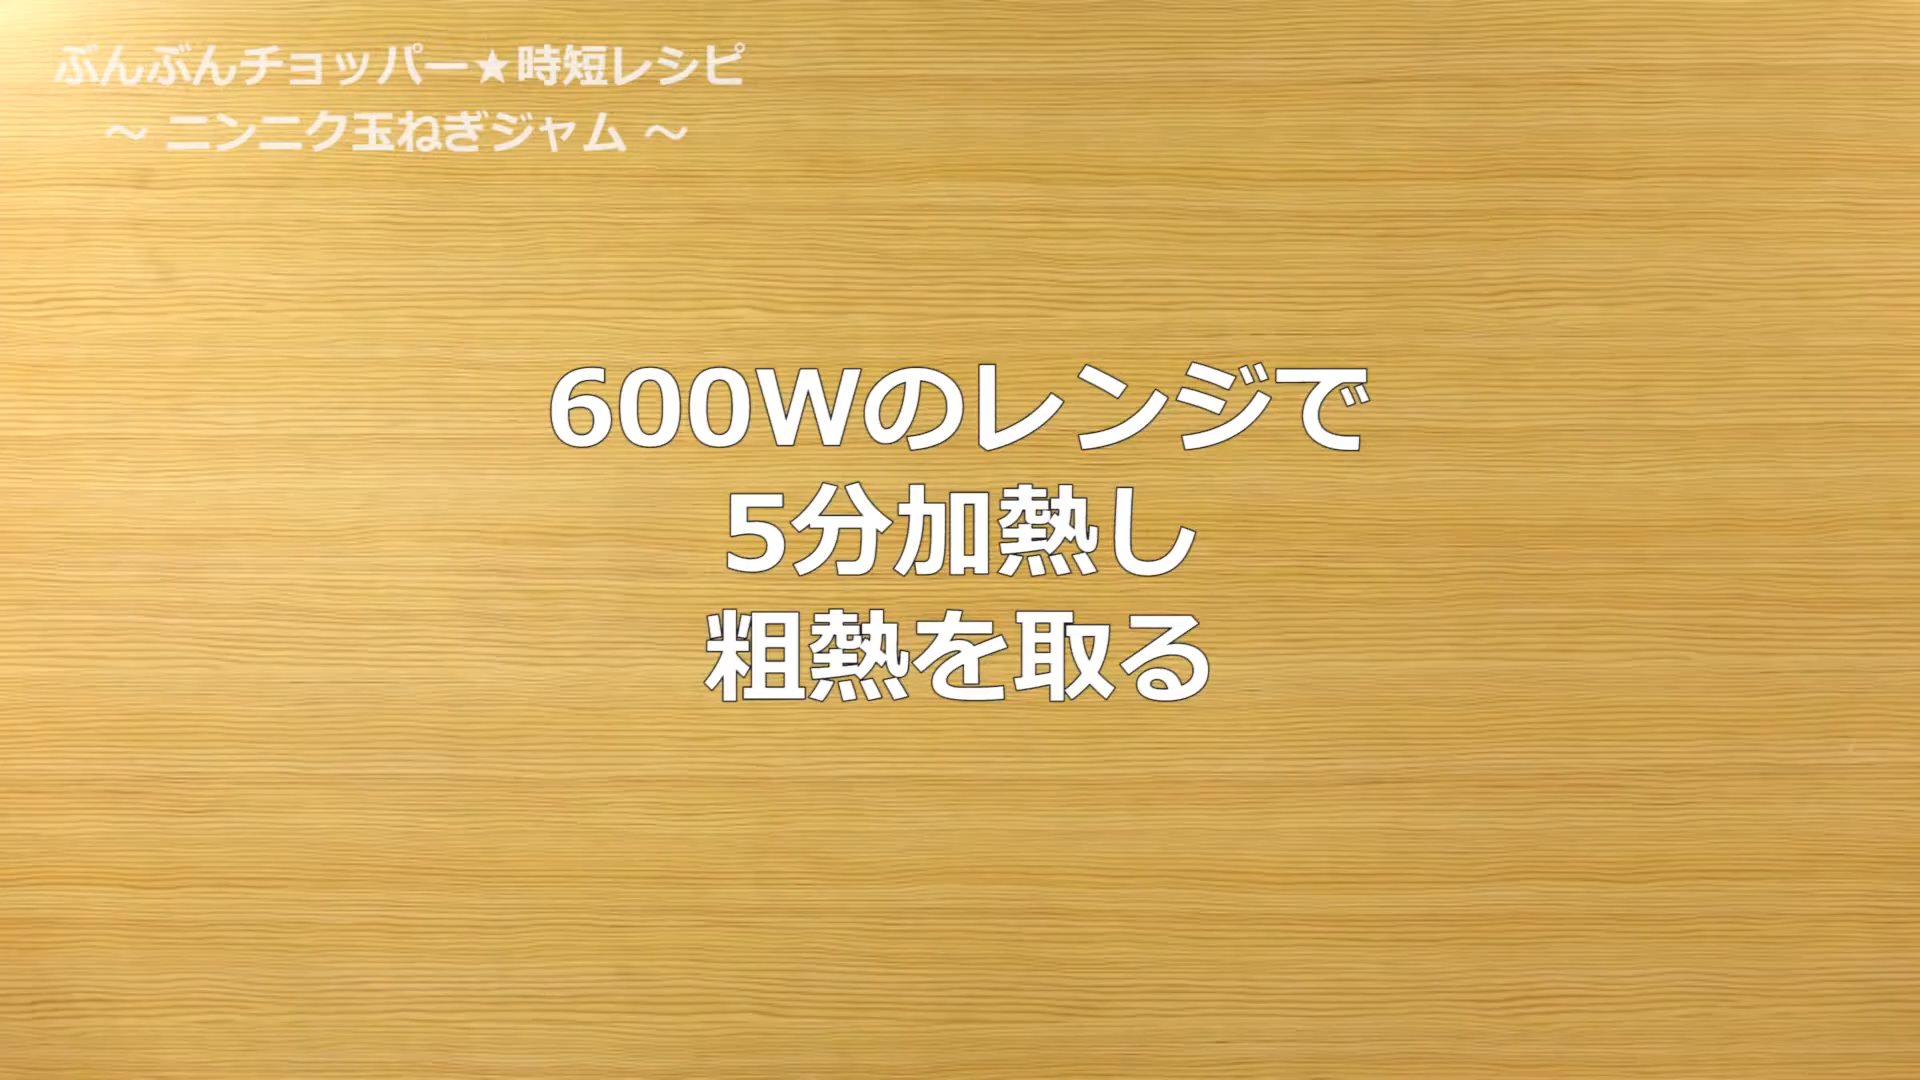 ぶんぶんチョッパー★時短レシピ
～ ニンニク玉ねぎジャム ～
600Wのレンジで
5分加熱し
粗熱を取る